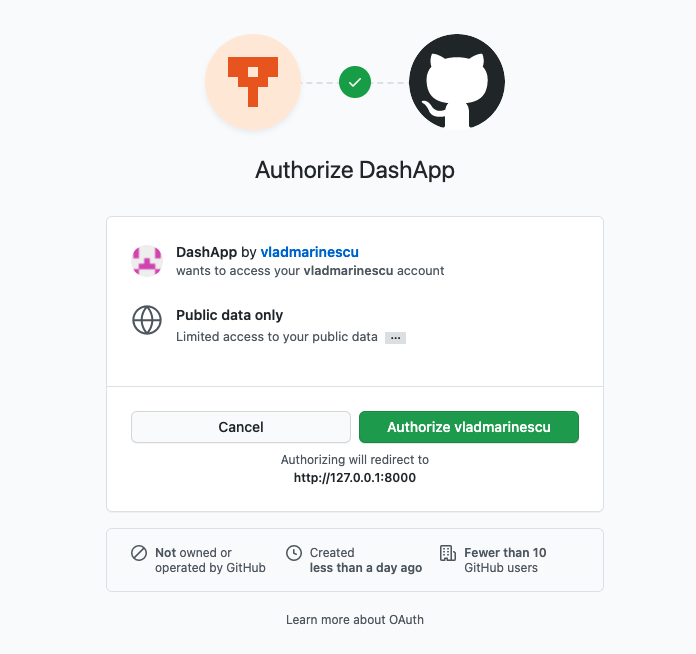 Authorize DashApp
DashApp by vladmarinescu
wants to access your vladmarinescu account
Public data only
Limited access to your public data ...
Cancel
Authorize vladmarinescu
Authorizing will redirect to
http://127.0.0.1:8000
Not owned or
operated by GitHub
Created
less than a day ago
Fewer than 10
GitHub users
Learn more about OAuth